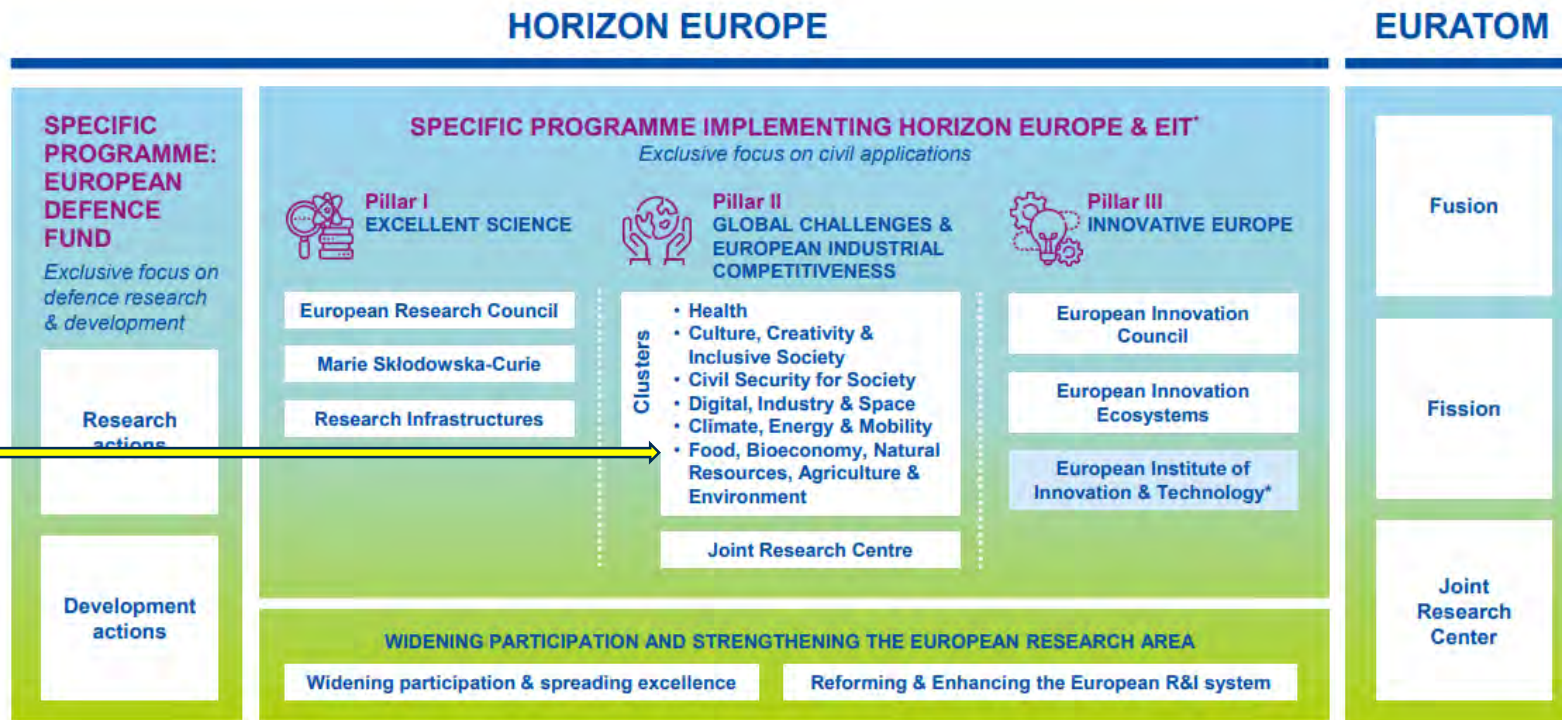 HORIZON EUROPE
EURATOM
SPECIFIC
PROGRAMME:
EUROPEAN
DEFENCE
FUND
Exclusive focus on
defence research
& development
Research
actions
Development
actions
SPECIFIC PROGRAMME IMPLEMENTING HORIZON EUROPE & EIT*
Exclusive focus on civil applications
Pillar I
EXCELLENT SCIENCE
European Research Council
Marie Skłodowska-Curie
Research Infrastructures
Pillar II
GLOBAL CHALLENGES &
EUROPEAN INDUSTRIAL
COMPETITIVENESS
Clusters
• Health
• Culture, Creativity &
Inclusive Society
• Civil Security for Society
• Digital, Industry & Space
• Climate, Energy & Mobility
• Food, Bioeconomy, Natural
Resources, Agriculture &
Environment
Joint Research Centre
Pillar III
INNOVATIVE EUROPE
European Innovation
Council
European Innovation
Ecosystems
European Institute of
Innovation & Technology*
WIDENING PARTICIPATION AND STRENGTHENING THE EUROPEAN RESEARCH AREA
Widening participation & spreading excellence
Reforming & Enhancing the European R&I system
Fusion
Fission
Joint
Research
Center